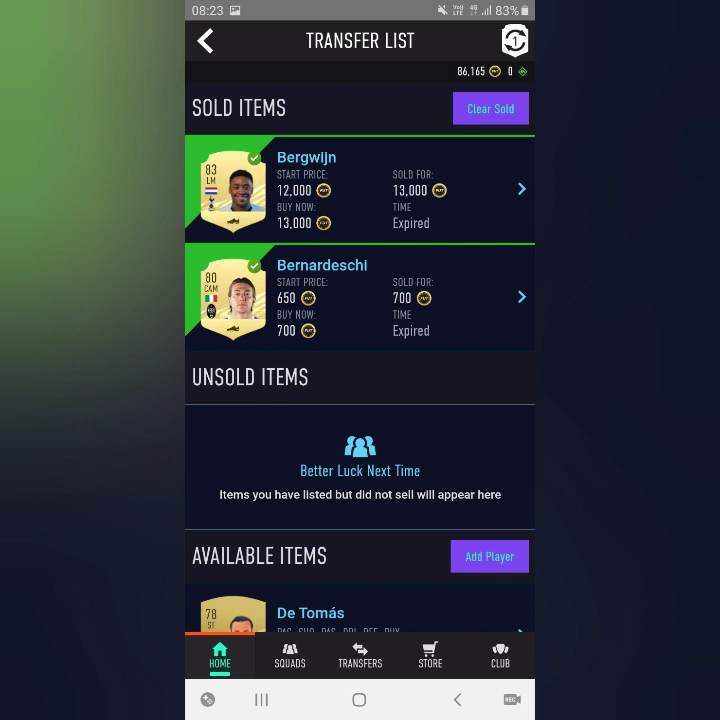 08:23 83%
TRANSFER LIST
1
86,165 0
SOLD ITEMS
Clear Sold
83
LM
Bergwijn
START PRICE: SOLD FOR:
12,000 13,000
BUY NOW: TIME
13,000 Expired
80
CAM
Bernardeschi
START PRICE: SOLD FOR:
650 700
BUY NOW: TIME
700 Expired
UNSOLD ITEMS
Better Luck Next Time
Items you have listed but did not sell will appear here
AVAILABLE ITEMS
Add Player
78
ST
De Tomás
HOME SQUADS TRANSFERS STORE CLUB
REC